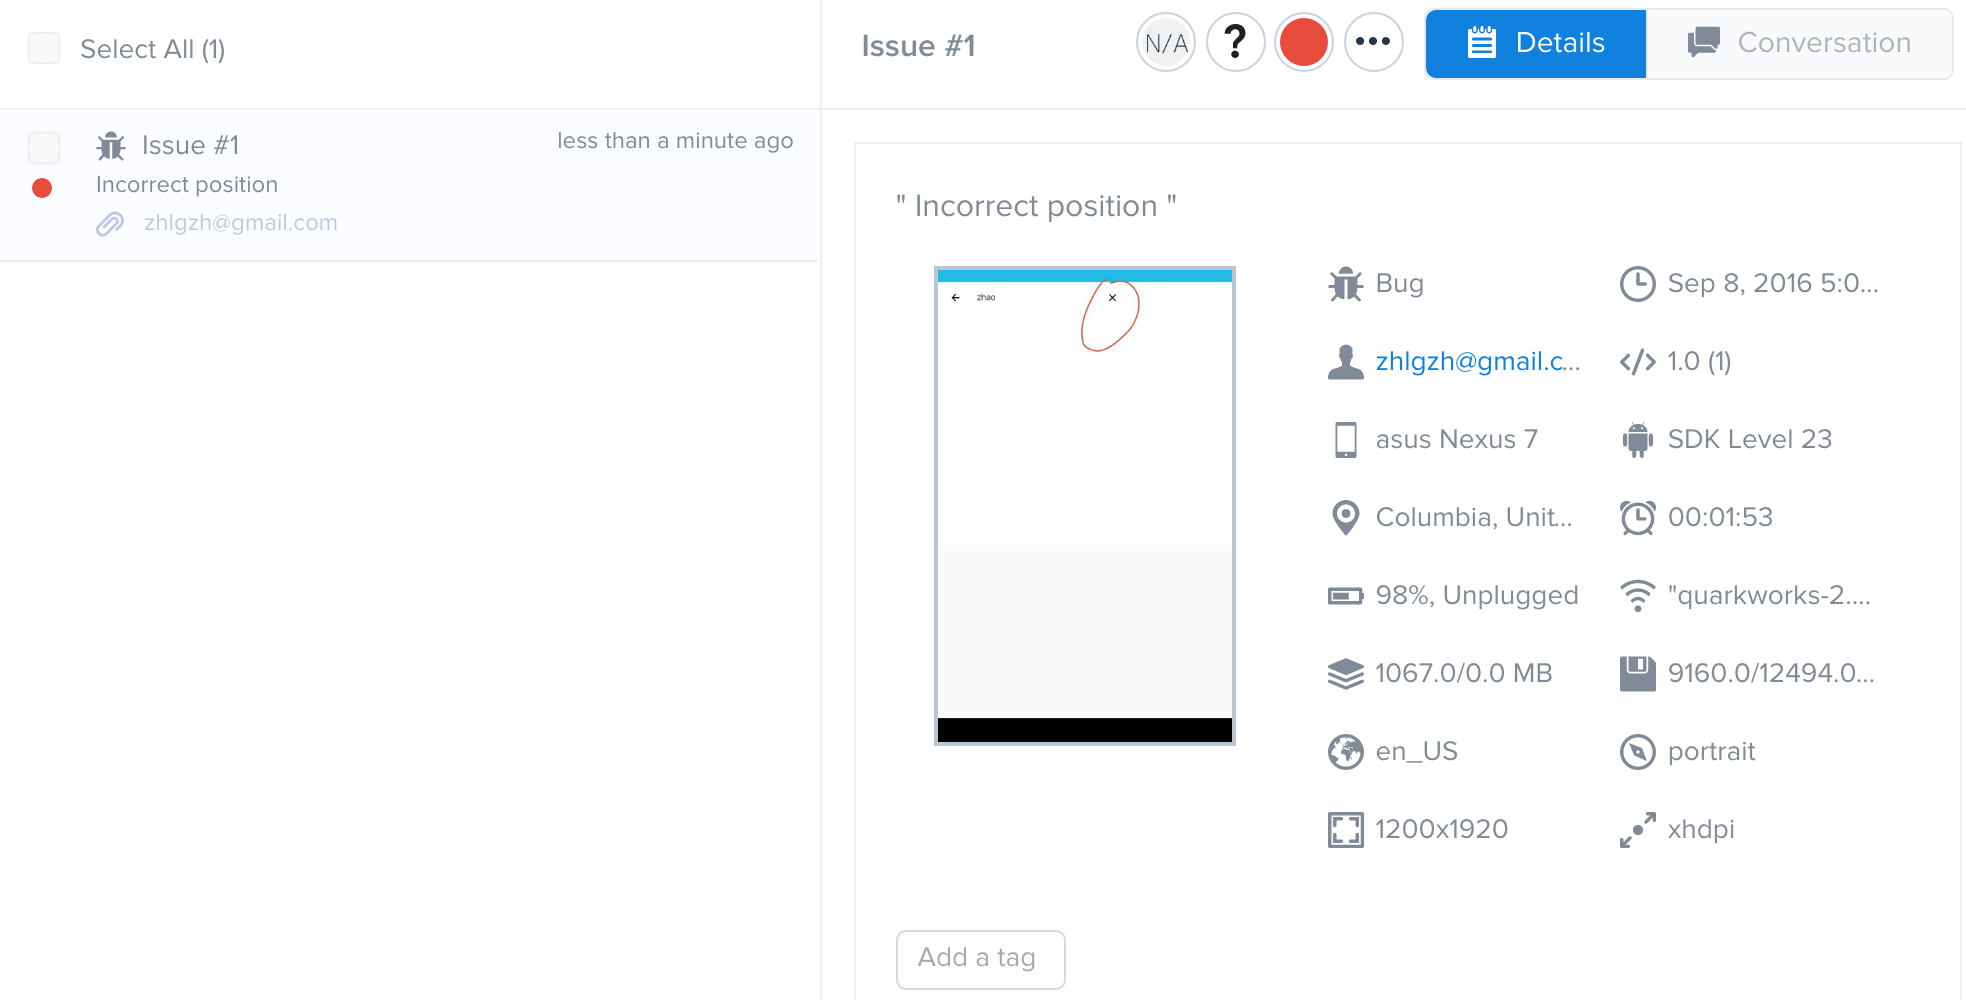 Select All (1)
Issue #1
less than a minute ago
Incorrect position
zhlgzh@gmail.com
Issue #1
N/A
?
Details
Conversation
" Incorrect position "
zhao
Bug
Sep 8, 2016 5:0...
zhlgzh@gmail.c...
1.0 (1)
asus Nexus 7
SDK Level 23
Columbia, Unit...
00:01:53
98%, Unplugged
"quarkworks-2....
1067.0/0.0 MB
9160.0/12494.0...
en_US
portrait
1200x1920
xhdpi
Add a tag